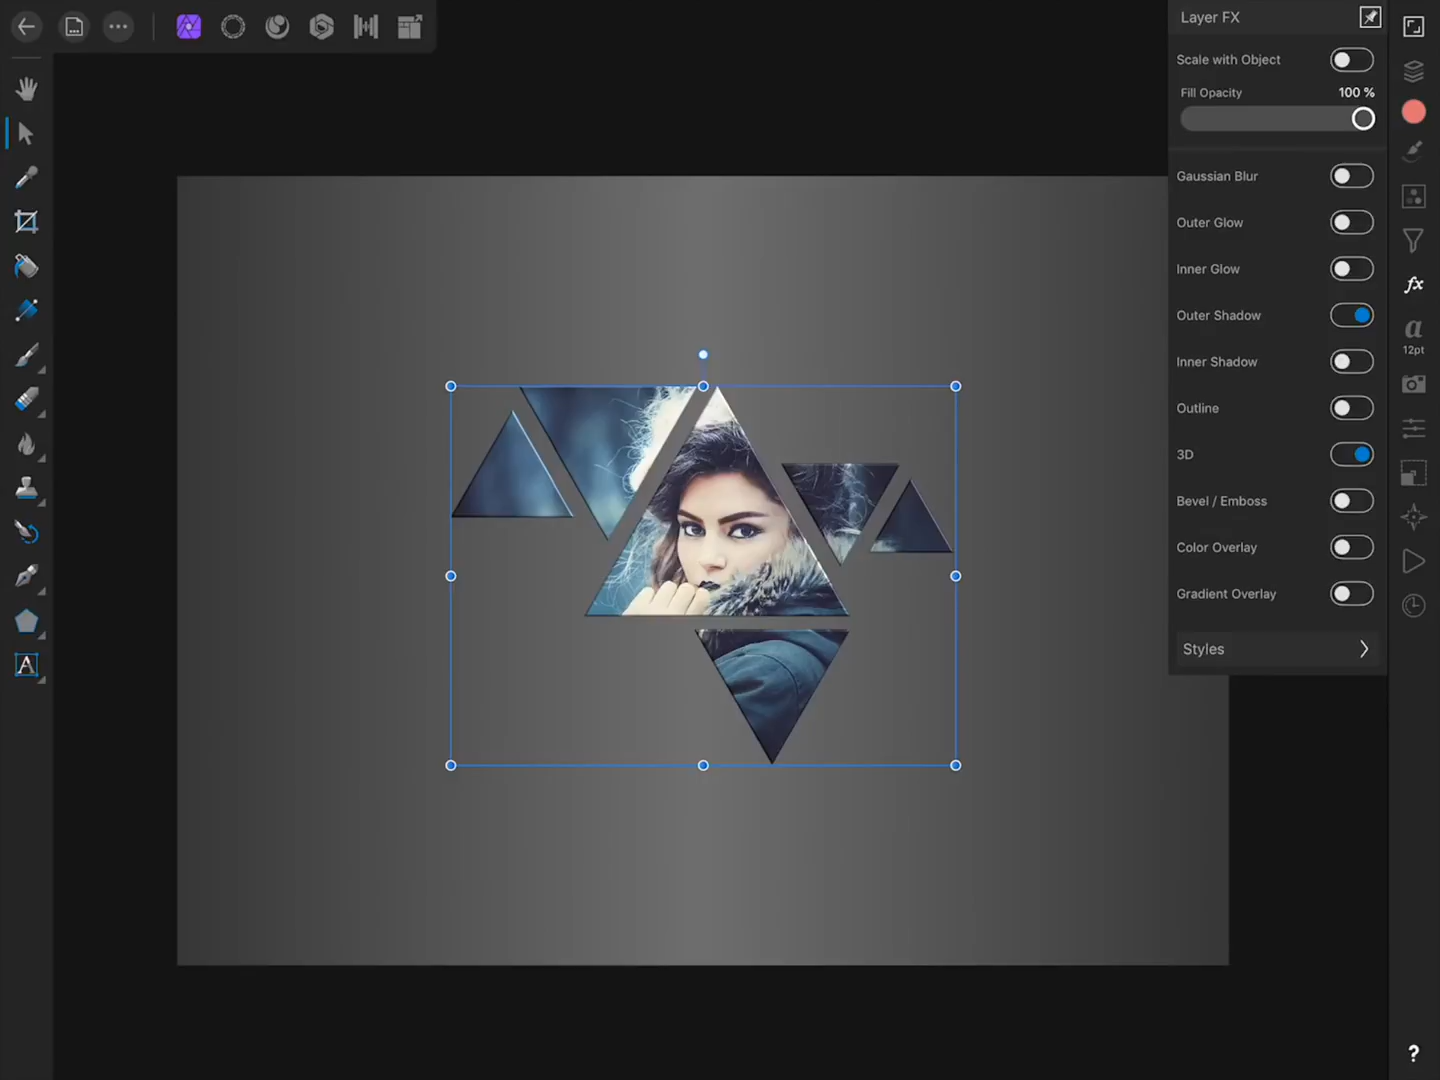 Layer FX
Scale with Object
Fill Opacity 100 %
Gaussian Blur
Outer Glow
Inner Glow
Outer Shadow
Inner Shadow
Outline
3D
Bevel / Emboss
Color Overlay
Gradient Overlay
Styles
fx
a
12pt
A
?